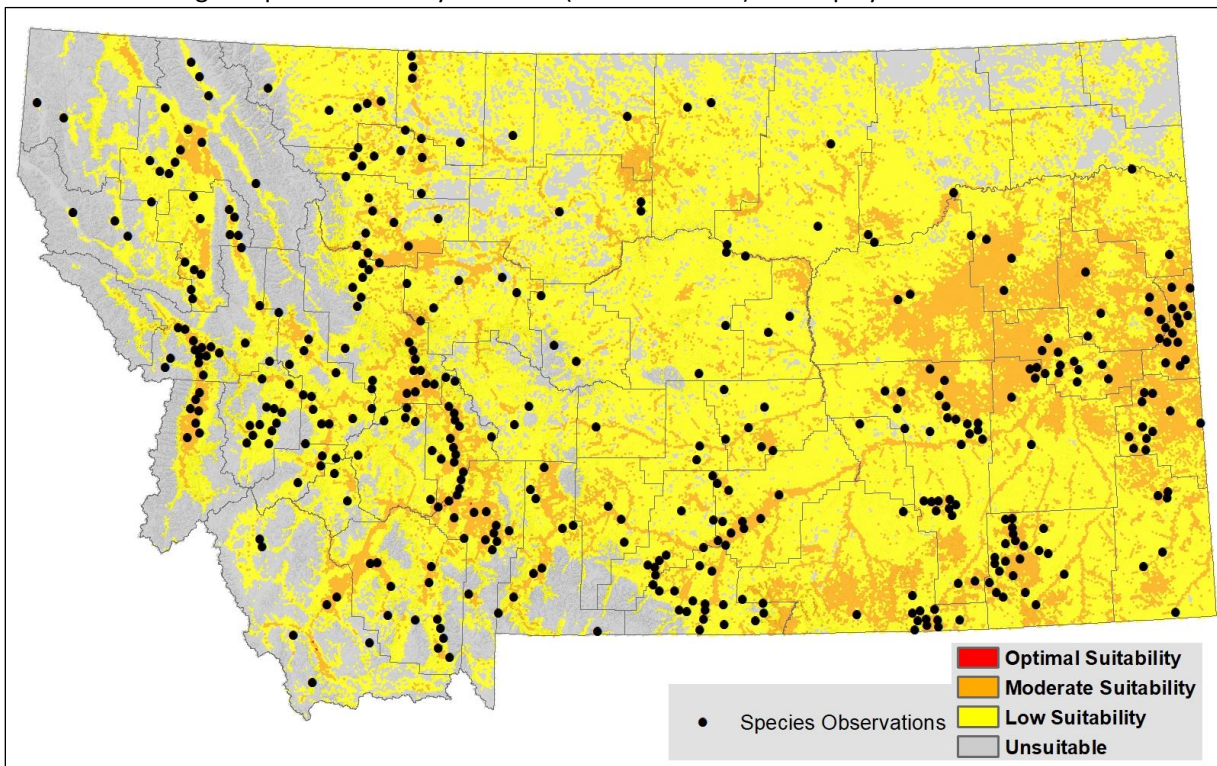 Species Observations
Optimal Suitability
Moderate Suitability
Low Suitability
Unsuitable